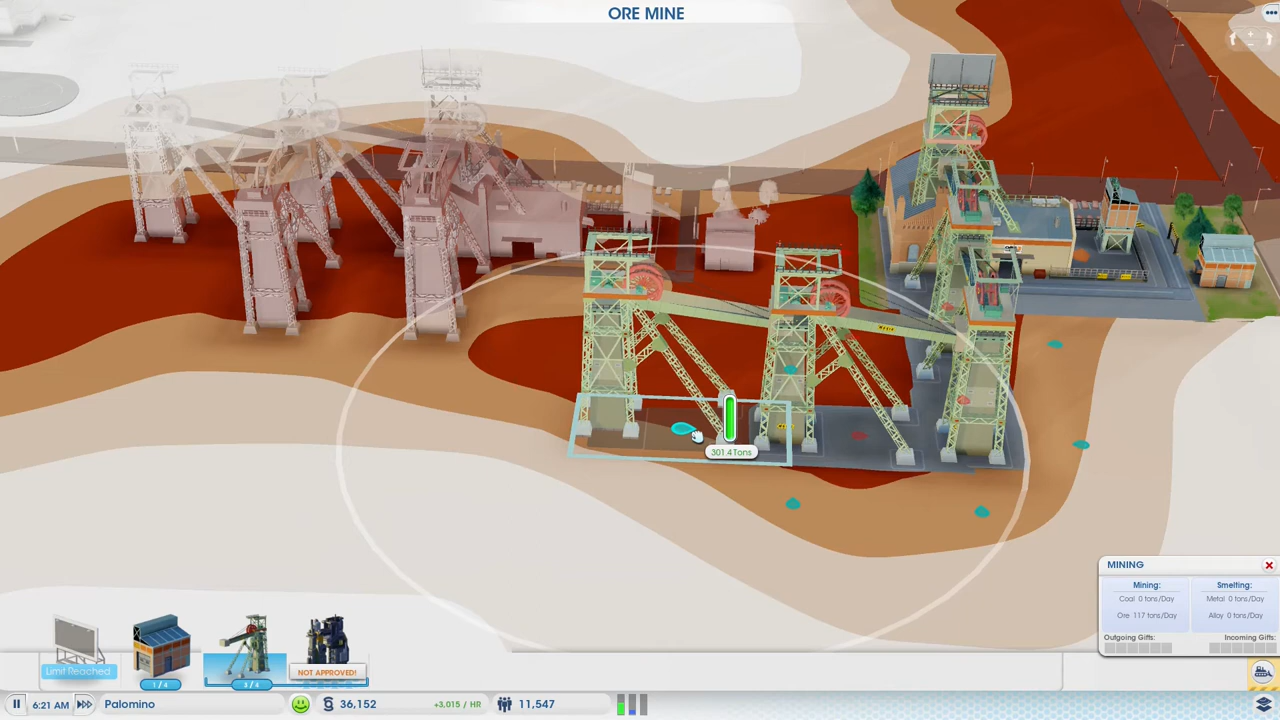 ORE MINE
301.4 Tons
MINING
Mining:
Smelting:
Coal 0 tons/Day
Metal 0 tons/Day
Ore 117 tons/Day
Alloy 0 tons/Day
Outgoing Gifts:
Incoming Gifts:
Limit Reached
1 / 4
3 / 4
NOT APPROVED!
6:21 AM
Palomino
36,152
+3,015 / HR
11,547